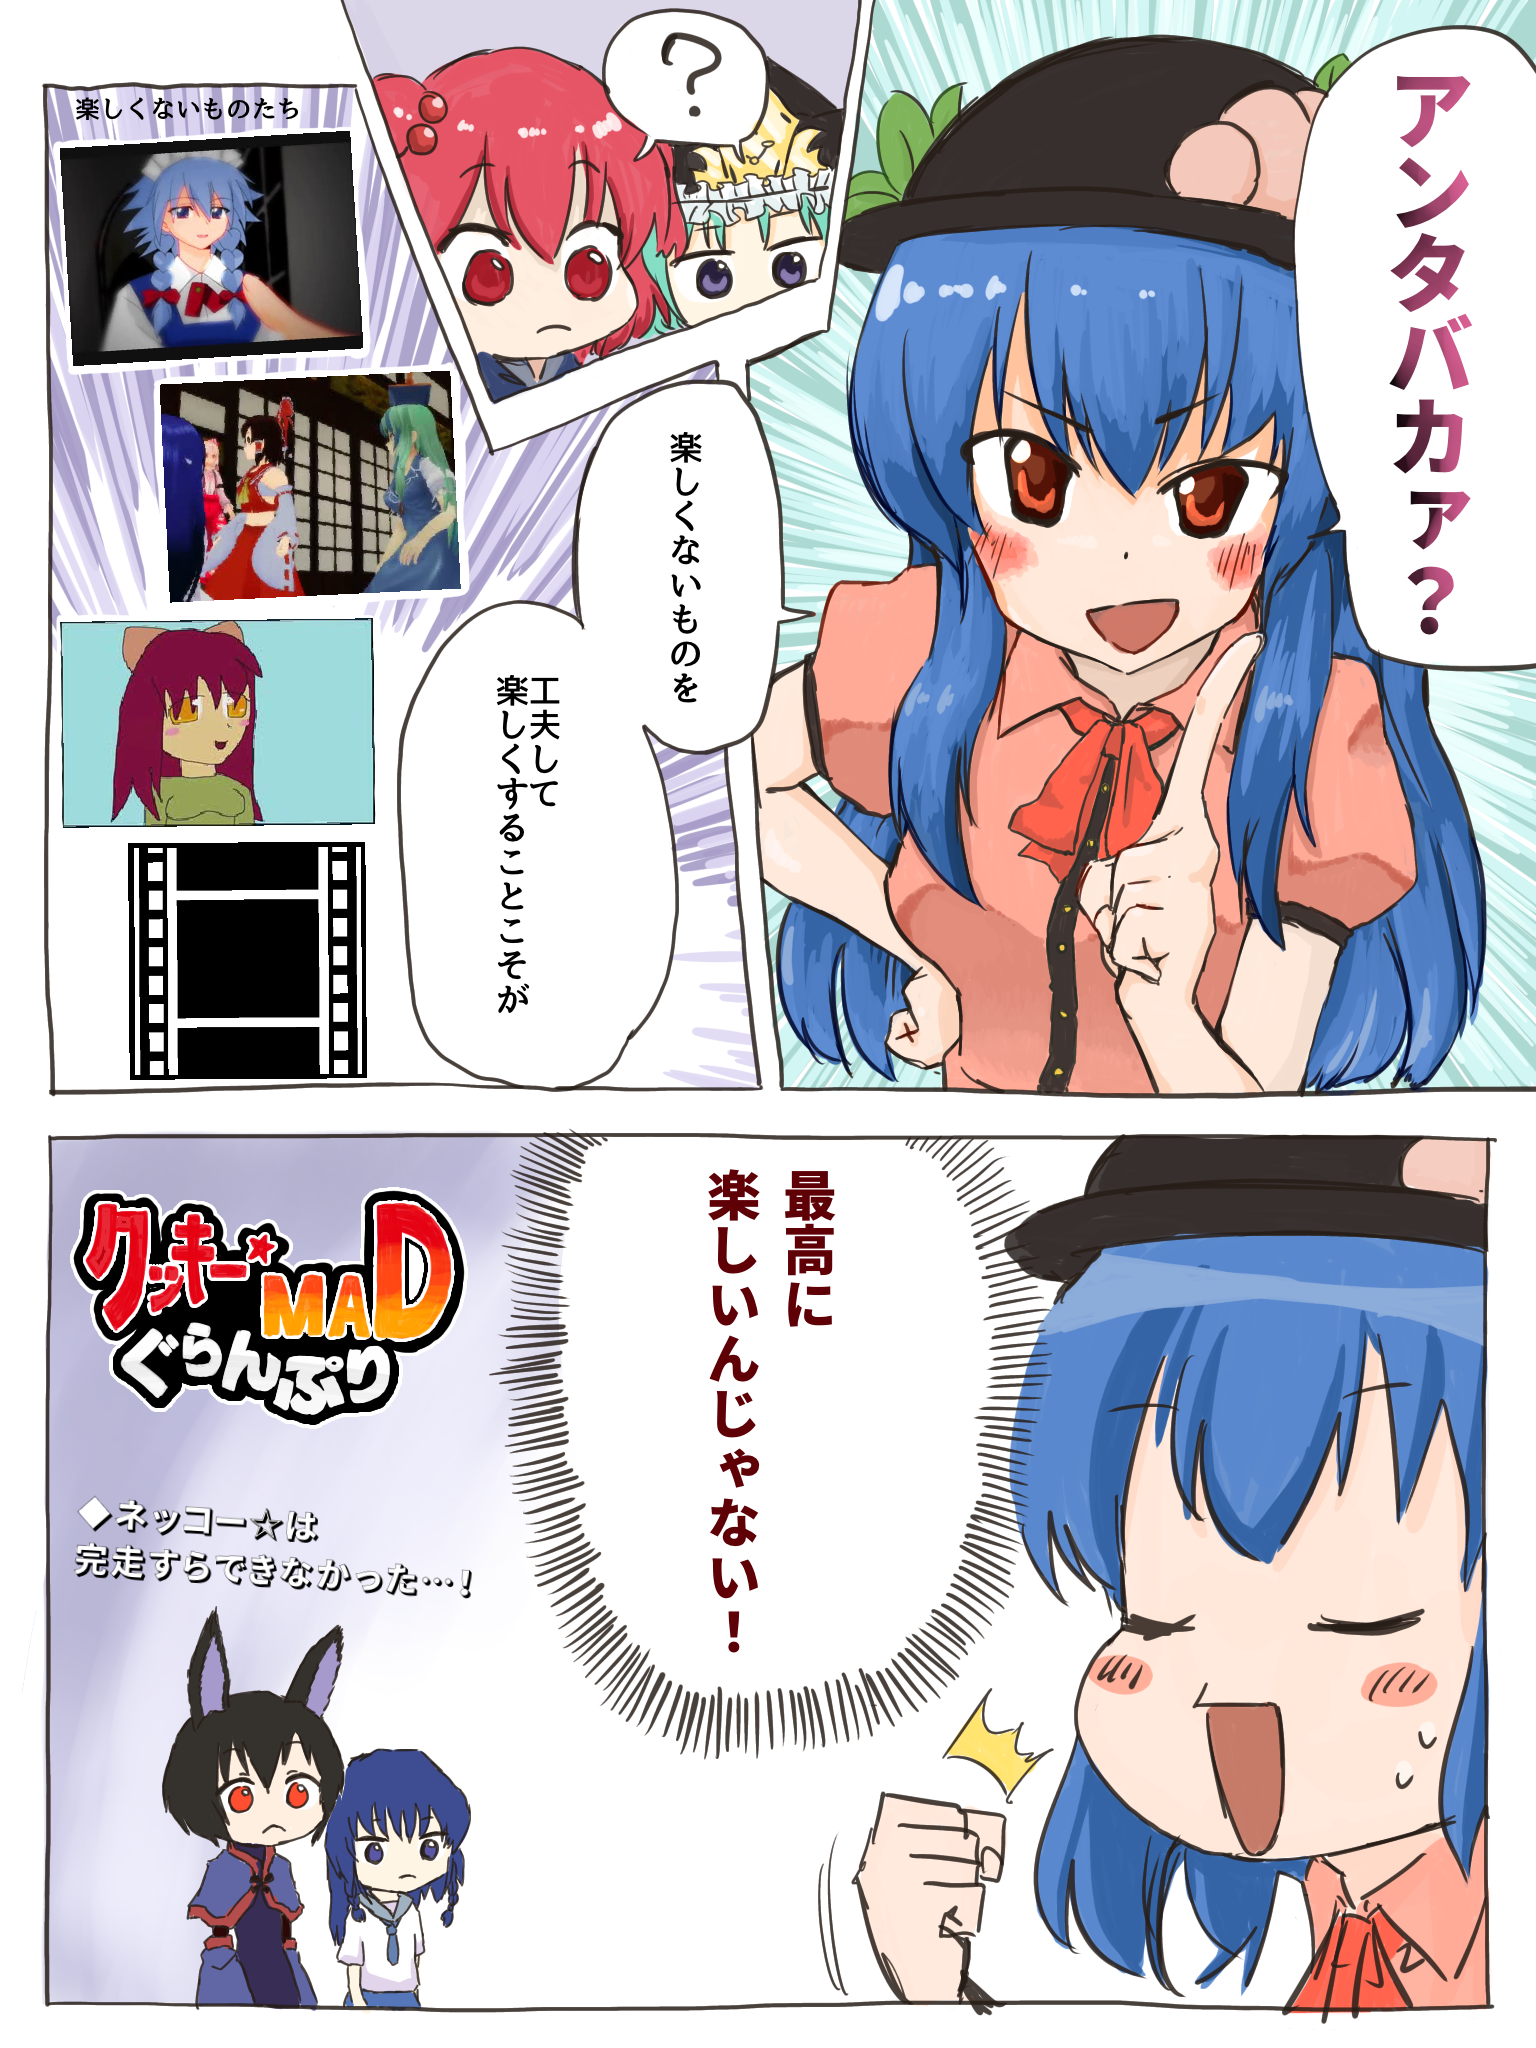 アンタバカァ?
?
楽しくないものを
工夫して
楽しくすることこそが
楽しくないものたち
最高に
楽しいんじゃない!
クッキー☆
MAD
ぐらんぷり
◆ネッコー☆は
完走すらできなかった…!